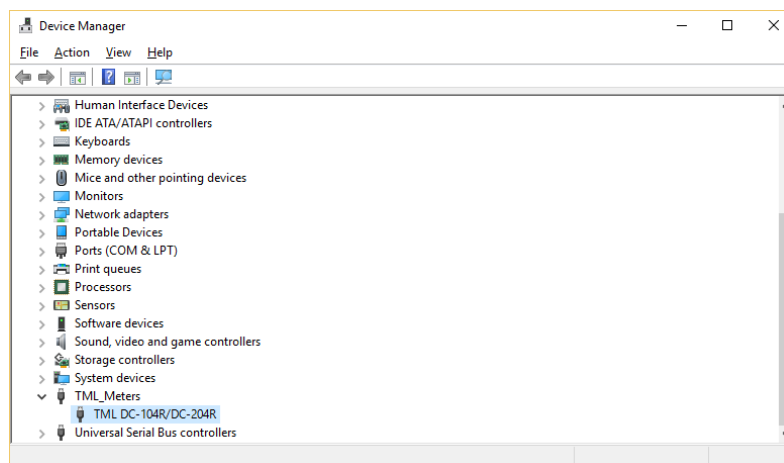 Device Manager
File Action View Help
Human Interface Devices
IDE ATA/ATAPI controllers
Keyboards
Memory devices
Mice and other pointing devices
Monitors
Network adapters
Portable Devices
Ports (COM & LPT)
Print queues
Processors
Sensors
Software devices
Sound, video and game controllers
Storage controllers
System devices
TML_Meters
TML DC-104R/DC-204R
Universal Serial Bus controllers